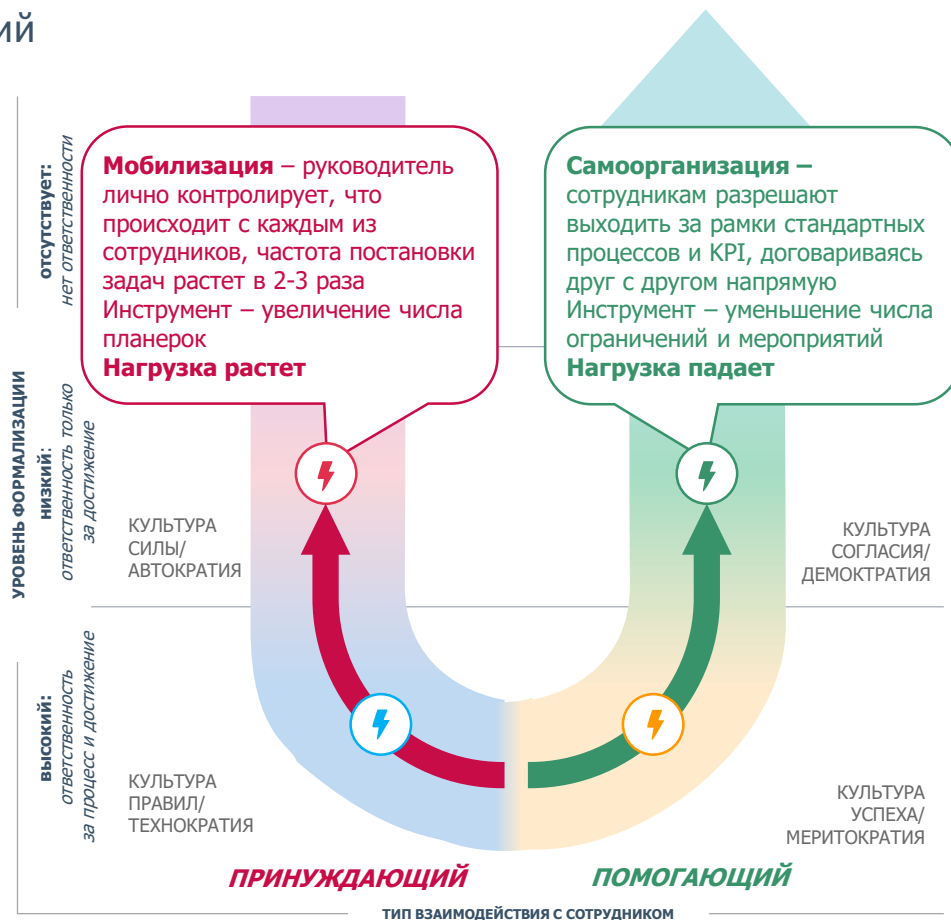 ий
отсутствует:
нет ответственности
Мобилизация – руководитель
лично контролирует, что
происходит с каждым из
сотрудников, частота постановки
задач растет в 2-3 раза
Инструмент – увеличение числа
планерок
Нагрузка растет
Самоорганизация –
сотрудникам разрешают
выходить за рамки стандартных
процессов и KPI, договариваясь
друг с другом напрямую
Инструмент – уменьшение числа
ограничений и мероприятий
Нагрузка падает
УРОВЕНЬ ФОРМАЛИЗАЦИИ
низкий:
ответственность только
за достижение
КУЛЬТУРА
СИЛЫ/
АВТОКРАТИЯ
КУЛЬТУРА
СОГЛАСИЯ/
ДЕМОКТРАТИЯ
высокий:
ответственность
за процесс и достижение
КУЛЬТУРА
ПРАВИЛ/
ТЕХНОКРАТИЯ
КУЛЬТУРА
УСПЕХА/
МЕРИТОКРАТИЯ
ПРИНУЖДАЮЩИЙ
ПОМОГАЮЩИЙ
ТИП ВЗАИМОДЕЙСТВИЯ С СОТРУДНИКОМ